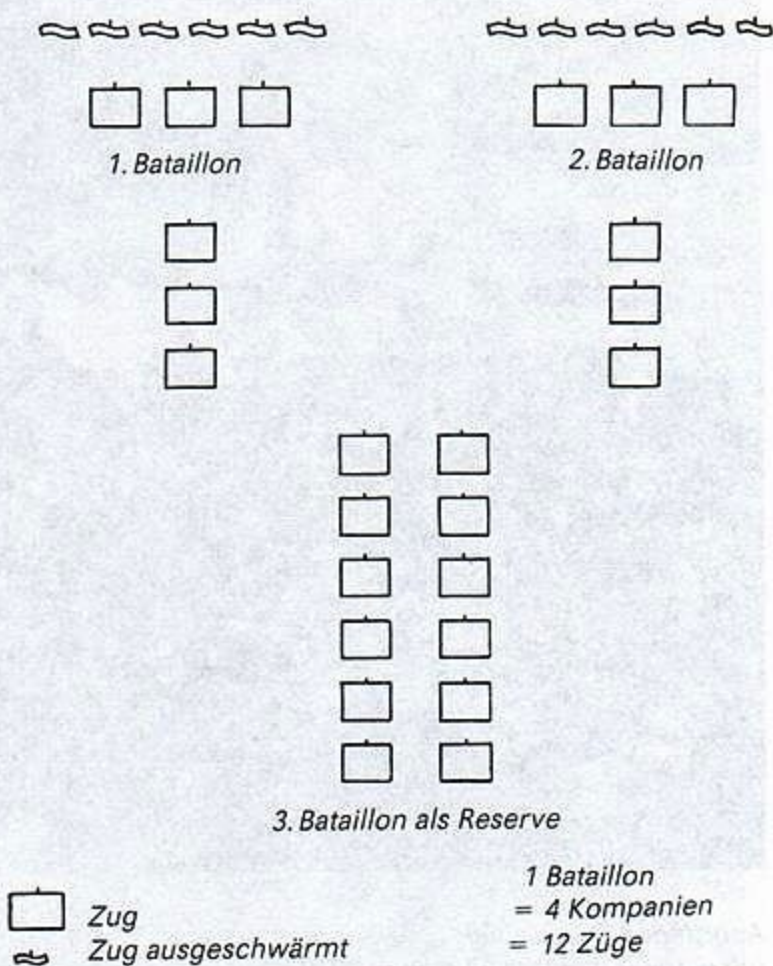 1. Bataillon
2. Bataillon
3. Bataillon als Reserve
Zug
Zug ausgeschwärmt
1 Bataillon
= 4 Kompanien
= 12 Züge